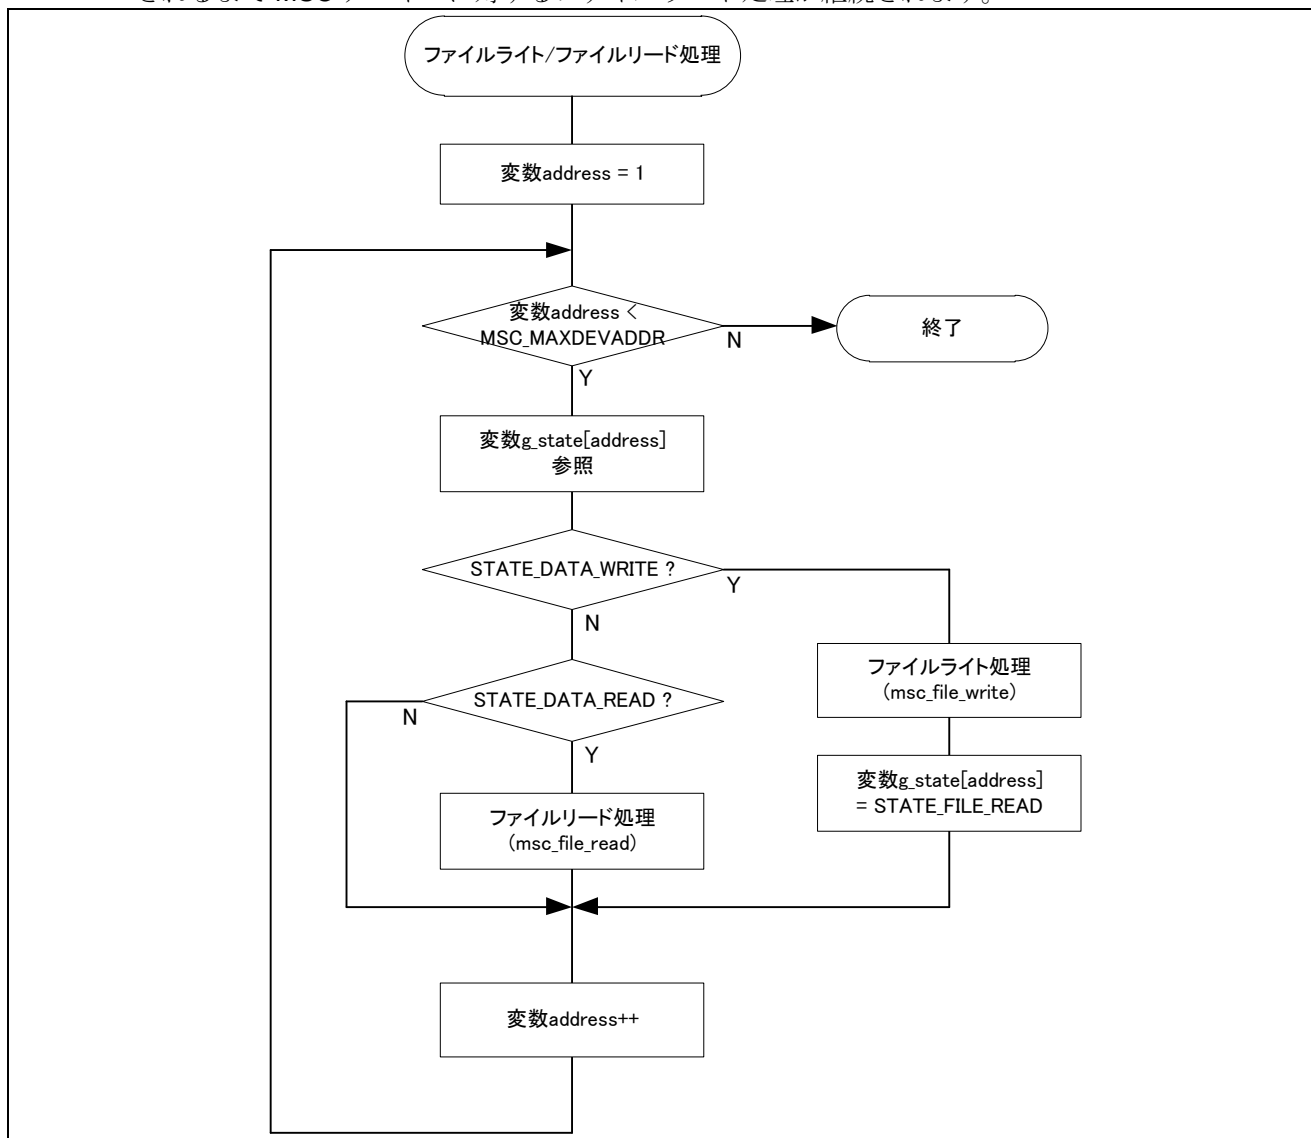 ファイルライト/ファイルリード処理
変数address = 1
変数address <
MSC_MAXDEVADDR
N
終了
Y
変数g_state[address]
参照
STATE_DATA_WRITE ?
Y
N
ファイルライト処理
(msc_file_write)
STATE_DATA_READ ?
N
Y
変数g_state[address]
= STATE_FILE_READ
ファイルリード処理
(msc_file_read)
変数address++